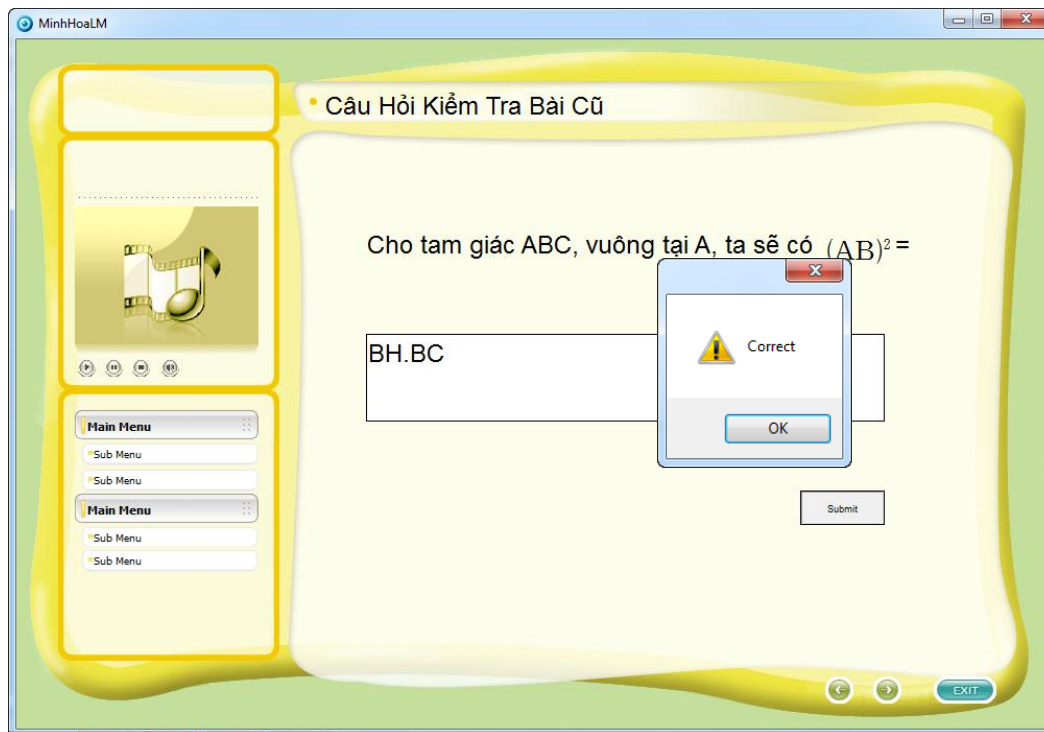 MinhHoaLM
Câu Hỏi Kiểm Tra Bài Cũ
Cho tam giác ABC, vuông tại A, ta sẽ có (AB)² =
BH.BC
Correct
OK
Submit
Main Menu
Sub Menu
Sub Menu
Main Menu
Sub Menu
Sub Menu
EXIT